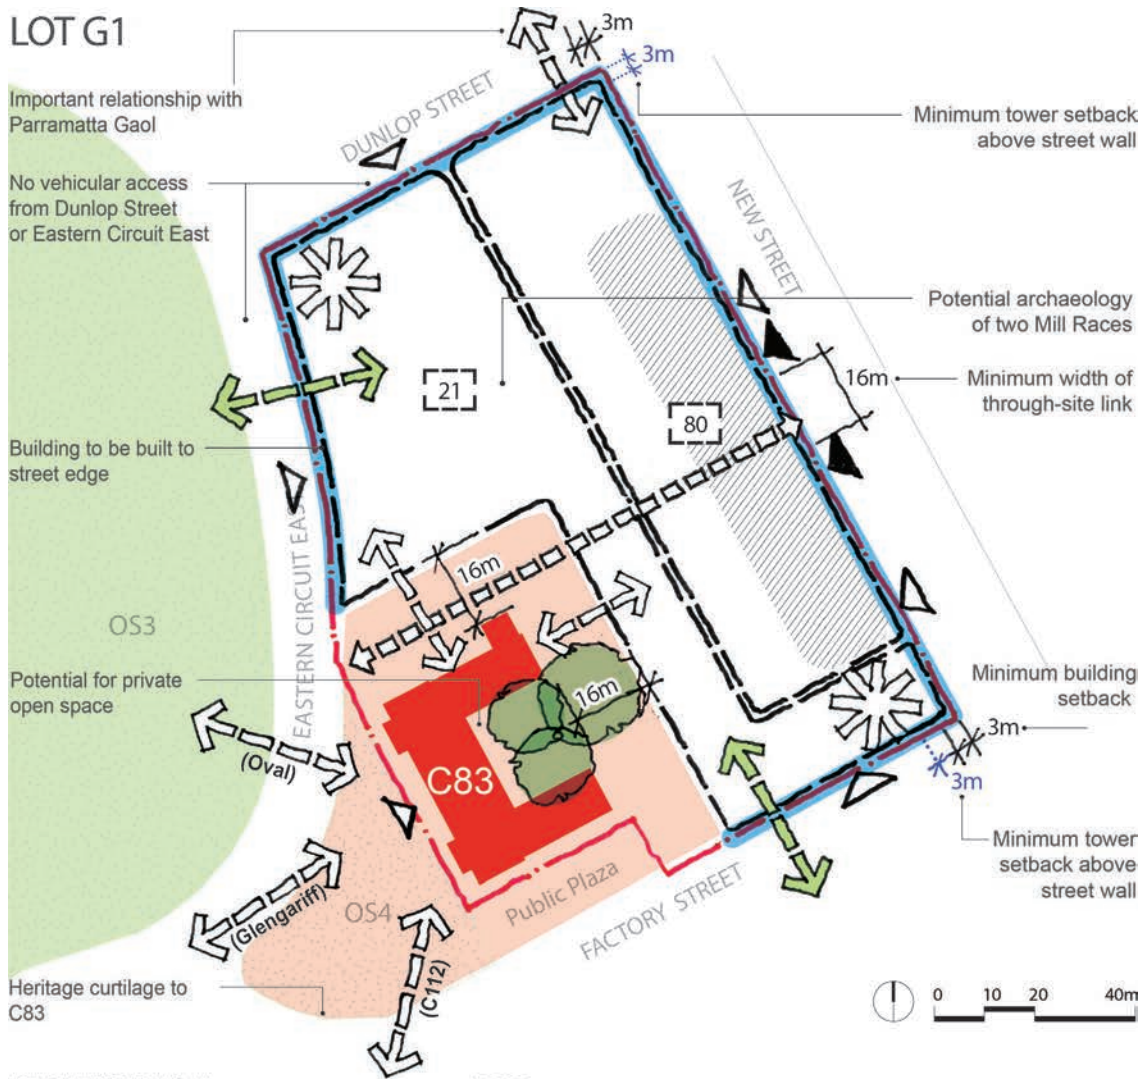 LOT G1
Important relationship with
Parramatta Gaol
No vehicular access
from Dunlop Street
or Eastern Circuit East
Building to be built to
street edge
OS3
Potential for private
open space
Heritage curtilage to
C83
DUNLOP STREET
3m
3m
Minimum tower setback
above street wall
NEW STREET
Potential archaeology
of two Mill Races
16m
Minimum width of
through-site link
21
80
EASTERN CIRCUIT EAS
16m
16m
C83
(Oval)
(Glengariff)
OS4
(C112)
Public Plaza
FACTORY STREET
Minimum building
setback
3m
3m
Minimum tower
setback above
street wall
0 10 20 40m